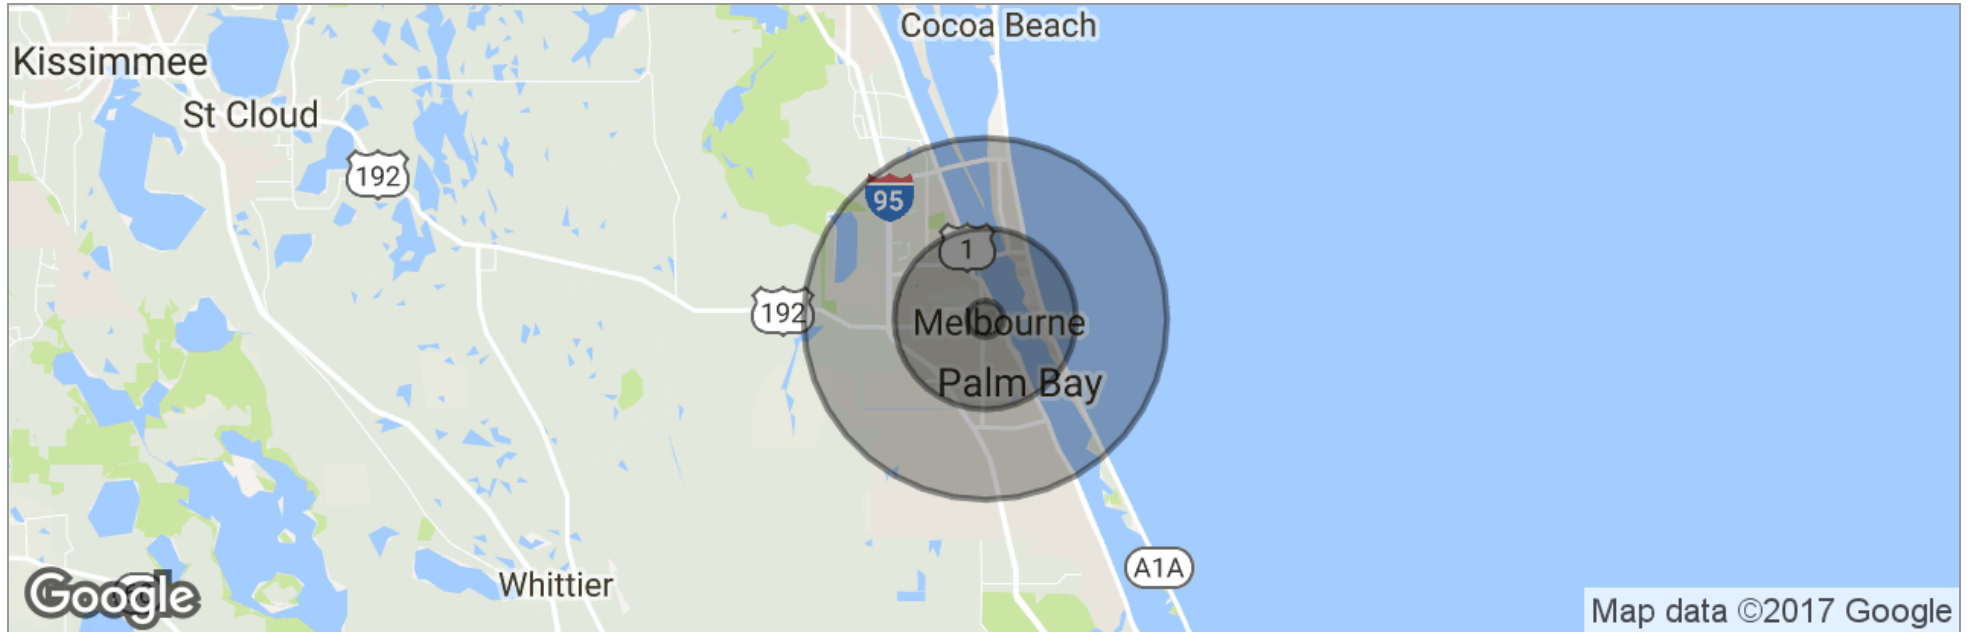 Cocoa Beach
Kissimmee
St Cloud
192
95
1
192
Melbourne
Palm Bay
A1A
Whittier
Google
Map data ©2017 Google